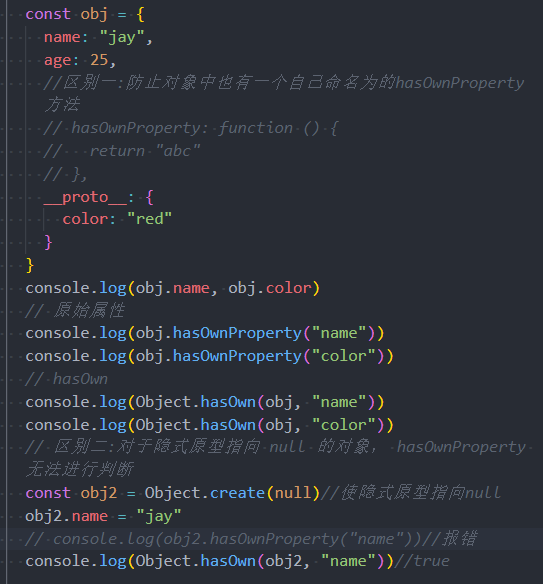 const obj = {
name: "jay",
age: 25,
//区别一:防止对象中也有一个自己命名为的hasOwnProperty
方法
// hasOwnProperty: function () {
//   return "abc"
// },
__proto__: {
color: "red"
}
}
console.log(obj.name, obj.color)
// 原始属性
console.log(obj.hasOwnProperty("name"))
console.log(obj.hasOwnProperty("color"))
// hasOwn
console.log(Object.hasOwn(obj, "name"))
console.log(Object.hasOwn(obj, "color"))
// 区别二:对于隐式原型指向 null 的对象， hasOwnProperty
无法进行判断
const obj2 = Object.create(null)//使隐式原型指向null
obj2.name = "jay"
// console.log(obj2.hasOwnProperty("name"))//报错
console.log(Object.hasOwn(obj2, "name"))//true